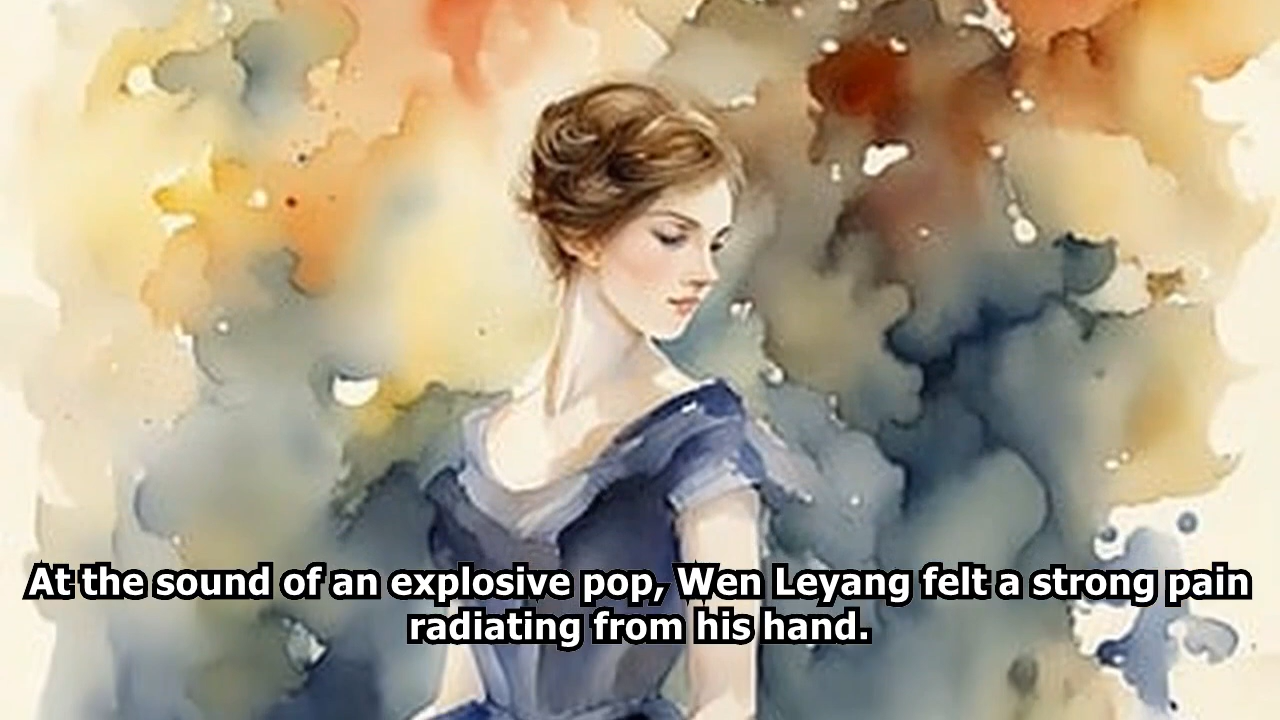 At the sound of an explosive pop, Wen Leyang felt a strong pain
radiating from his hand.